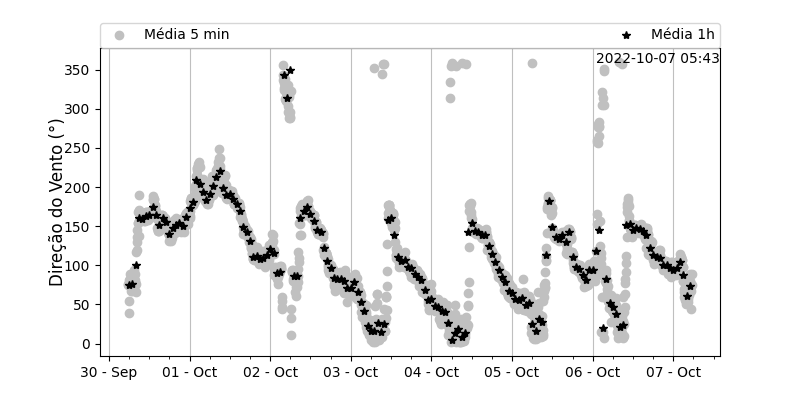 Média 5 min
Média 1h
2022-10-07 05:43
Direção do Vento (°)
350
300
250
200
150
100
50
0
30 - Sep
01 - Oct
02 - Oct
03 - Oct
04 - Oct
05 - Oct
06 - Oct
07 - Oct